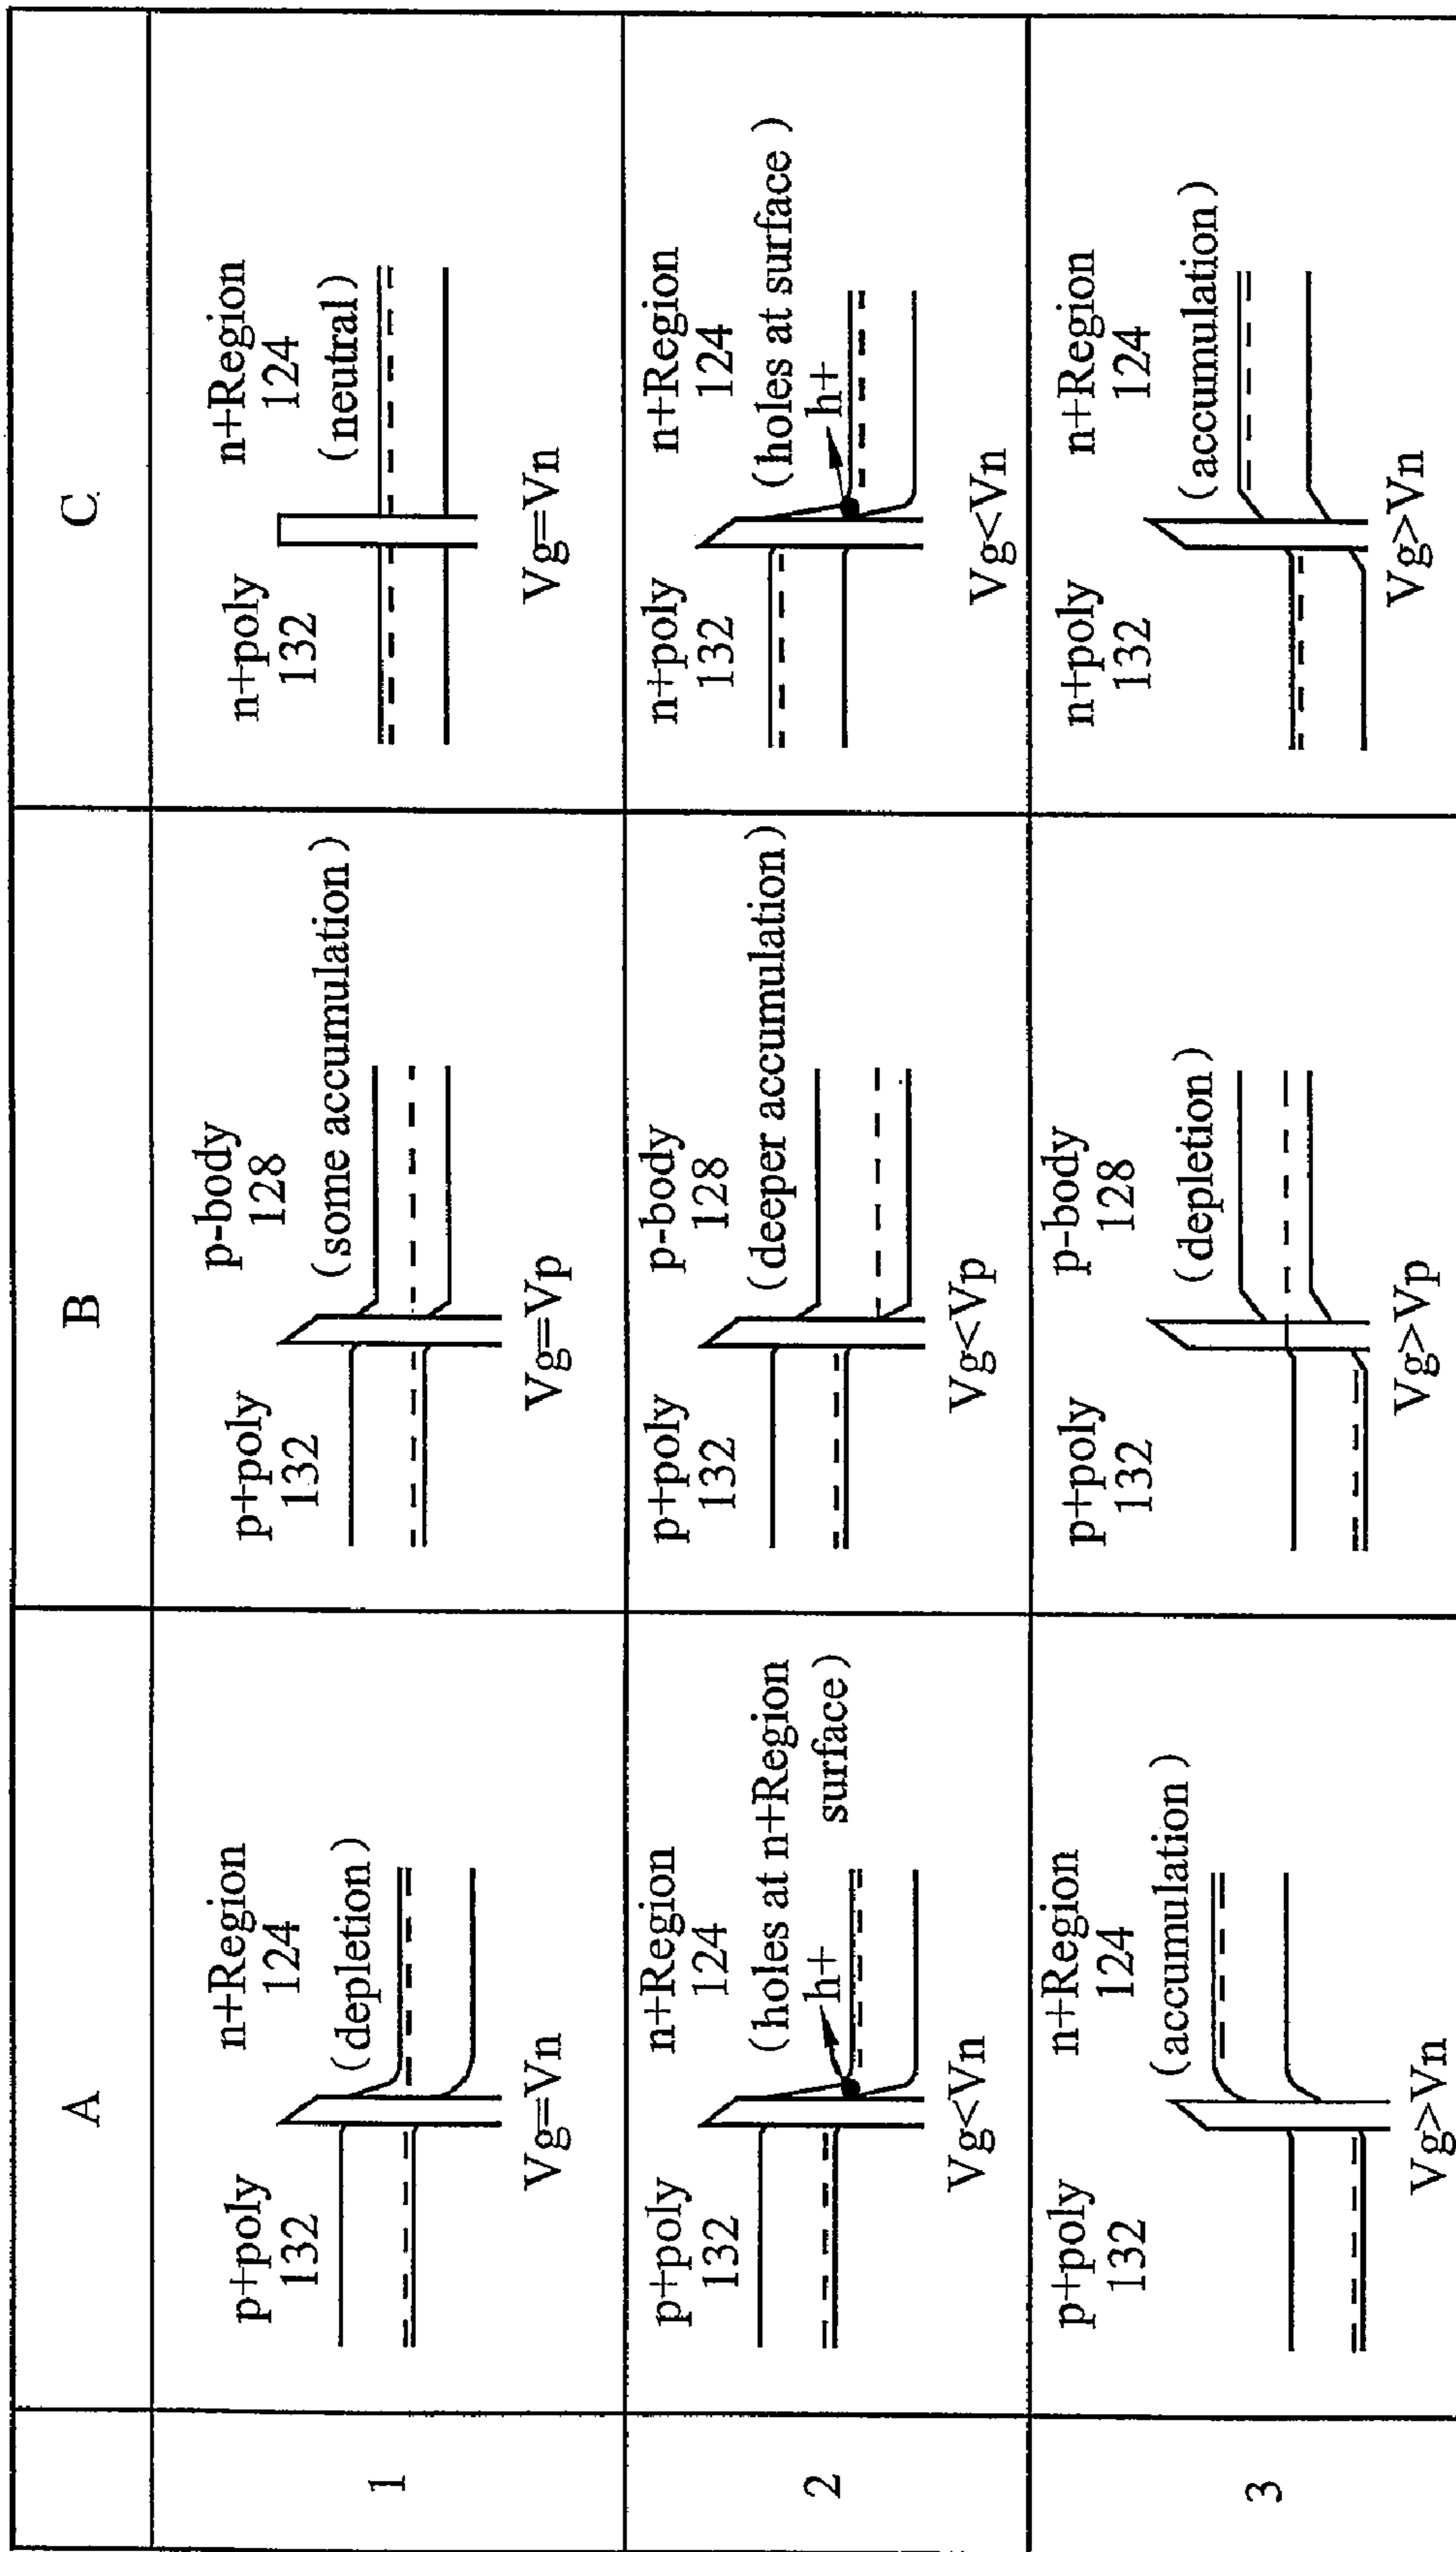 A
B
C
1
p+poly
132
n+Region
124
(depletion)
Vg=Vn
p+poly
132
p-body
128
(some accumulation)
Vg=Vp
n+poly
132
n+Region
124
(neutral)
Vg=Vn
2
p+poly
132
n+Region
124
(holes at n+Region
surface)
h+
Vg<Vn
p+poly
132
p-body
128
(deeper accumulation)
Vg<Vp
n+poly
132
n+Region
124
(holes at surface)
h+
Vg<Vn
3
p+poly
132
n+Region
124
(accumulation)
Vg>Vn
p+poly
132
p-body
128
(depletion)
Vg>Vp
n+poly
132
n+Region
124
(accumulation)
Vg>Vn